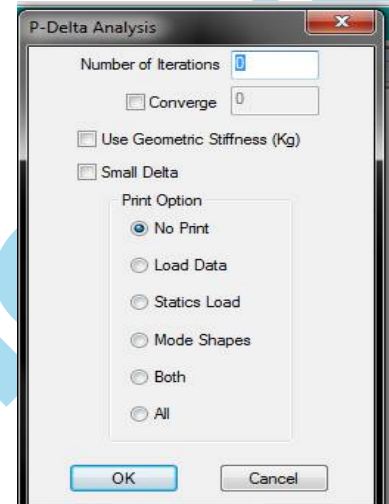 P-Delta Analysis
Number of Iterations 0
Converge 0
Use Geometric Stiffness (Kg)
Small Delta
Print Option
No Print
Load Data
Statics Load
Mode Shapes
Both
All
OK Cancel